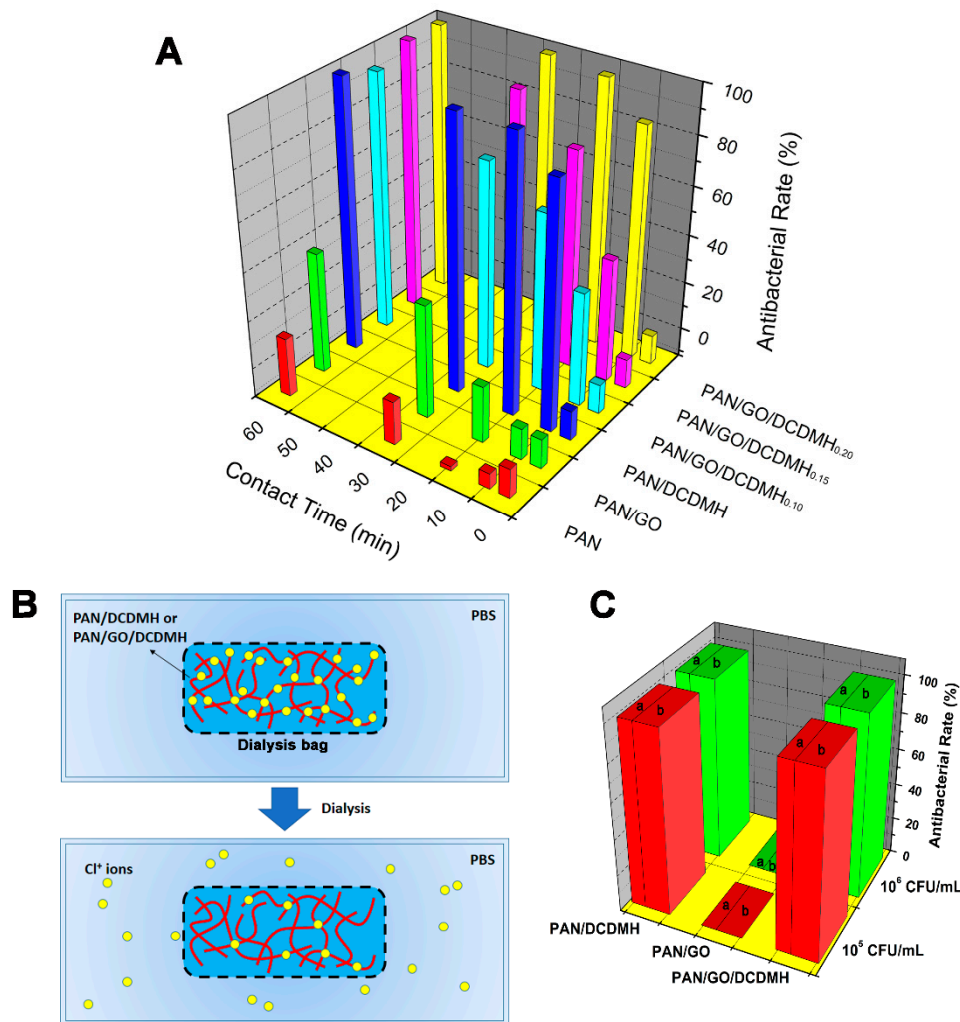 A
100
80
60
40
20
0
Antibacterial Rate (%)
60
50
40
30
20
10
0
Contact Time (min)
PAN/GO/DCDMH0.20
PAN/GO/DCDMH0.15
PAN/GO/DCDMH0.10
PAN/DCDMH
PAN/GO
PAN
B
PAN/DCDMH or
PAN/GO/DCDMH
PBS
Dialysis bag
Dialysis
Cl⁺ ions
PBS
C
a b
a b
a b
a b
a b
a b
100
80
60
40
20
0
Antibacterial Rate (%)
10⁶ CFU/mL
10⁵ CFU/mL
PAN/DCDMH
PAN/GO
PAN/GO/DCDMH